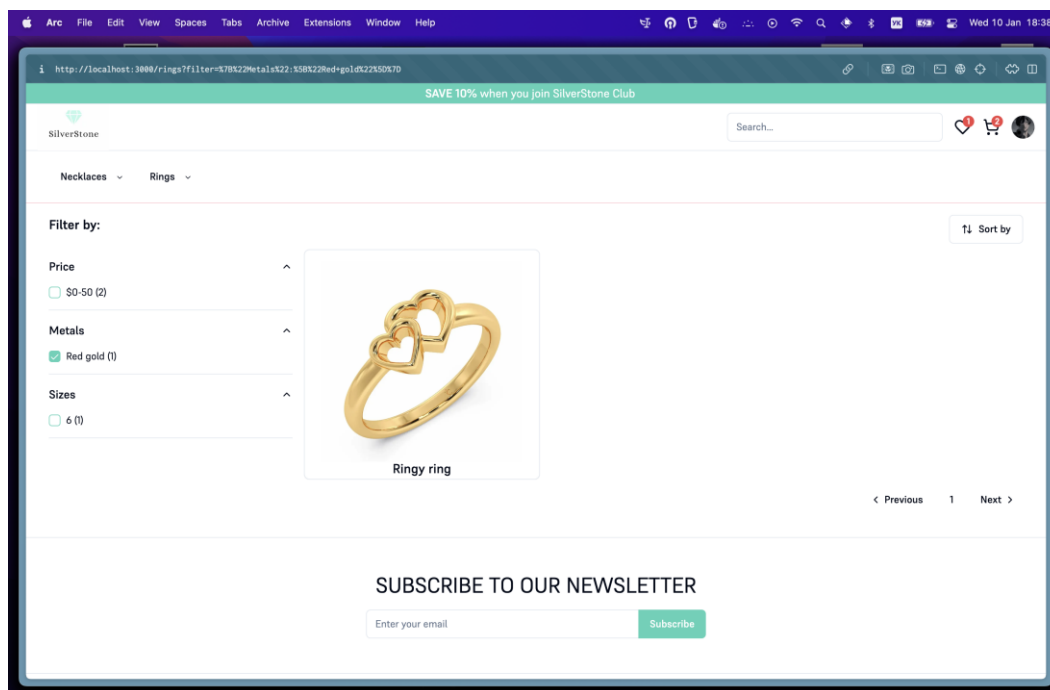 Arc File Edit View Spaces Tabs Archive Extensions Window Help Wed 10 Jan 18:38
http://localhost:3000/rings?filter=%7B%22Metals%22:%5B%22Red+gold%22%5D%7D
SAVE 10% when you join SilverStone Club
SilverStone
Search...
1
2
Necklaces Rings
Filter by:
Sort by
Price
$0-50 (2)
Metals
Red gold (1)
Sizes
6 (1)
Ringy ring
Previous 1 Next
SUBSCRIBE TO OUR NEWSLETTER
Enter your email
Subscribe